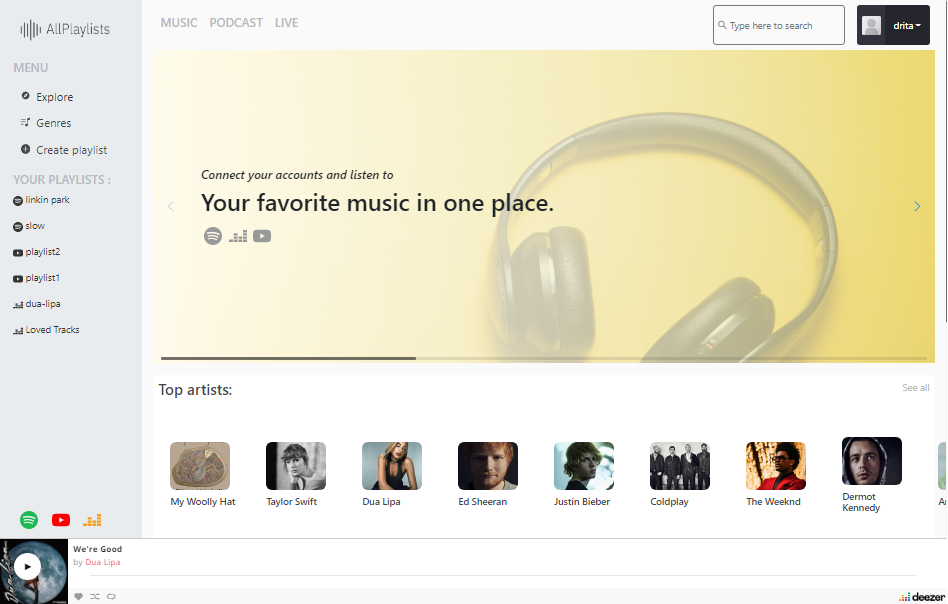 AllPlaylists
MENU
Explore
Genres
Create playlist
YOUR PLAYLISTS :
linkin park
slow
playlist2
playlist1
dua-lipa
Loved Tracks
MUSIC PODCAST LIVE
Type here to search
drita
Connect your accounts and listen to
Your favorite music in one place.
Top artists:
See all
My Woolly Hat
Taylor Swift
Dua Lipa
Ed Sheeran
Justin Bieber
Coldplay
The Weeknd
Dermot
Kennedy
Dua Lipa
We're Good
by Dua Lipa
deezer